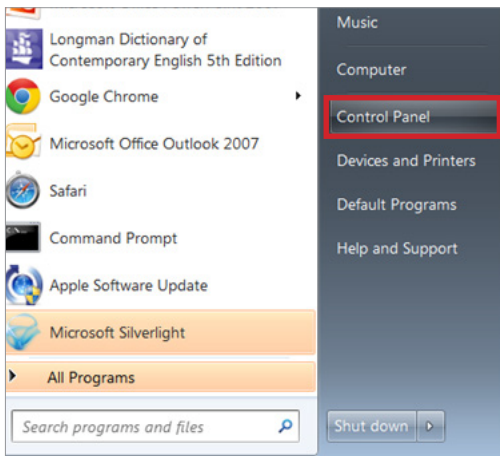 Longman Dictionary of
Contemporary English 5th Edition
Google Chrome
Microsoft Office Outlook 2007
Safari
Command Prompt
Apple Software Update
Microsoft Silverlight
All Programs
Search programs and files
Music
Computer
Control Panel
Devices and Printers
Default Programs
Help and Support
Shut down